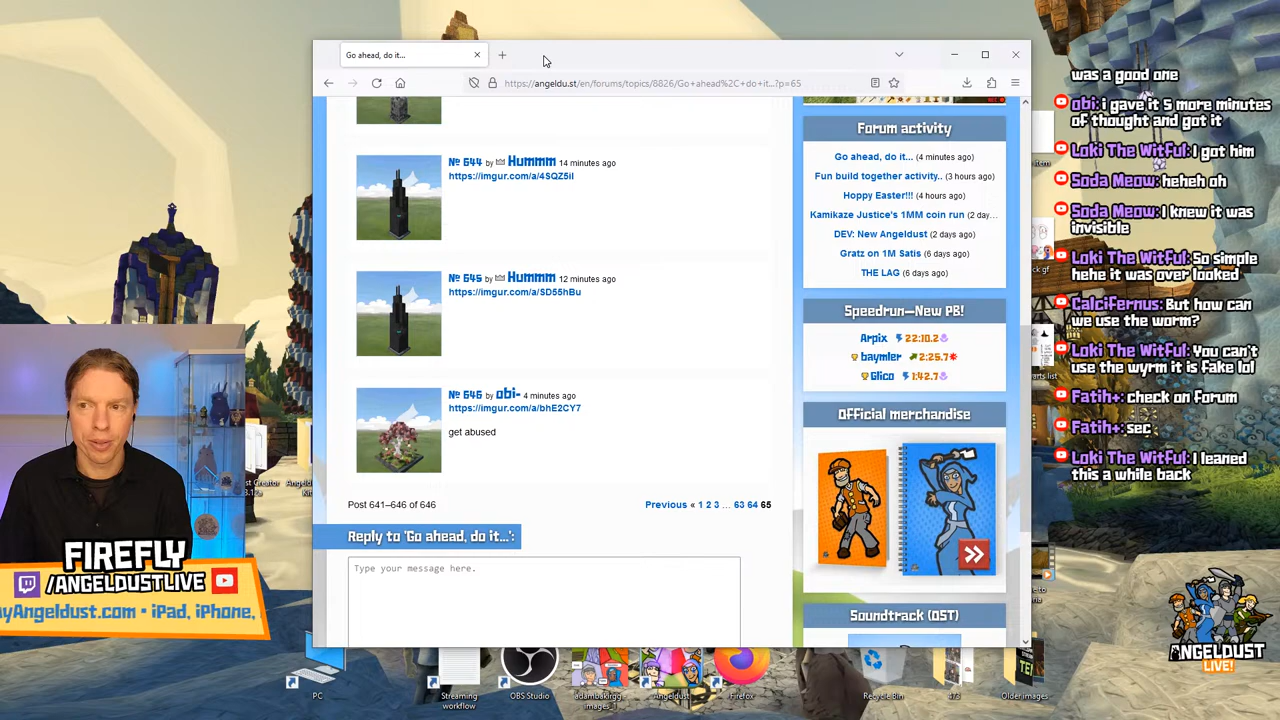 Go ahead, do it...
https://angeldu.st/en/forums/topics/8826/Go+ahead%2C+do+it...?p=65
№ 644 by Hummm 14 minutes ago
https://imgur.com/a/4SQZ5iI
№ 645 by Hummm 12 minutes ago
https://imgur.com/a/SD55hBu
№ 646 by obi- 4 minutes ago
https://imgur.com/a/bhE2CY7
get abused
Post 641–646 of 646
Previous « 1 2 3 ... 63 64 65
Reply to 'Go ahead, do it...':
Type your message here.
Forum activity
Go ahead, do it... (4 minutes ago)
Fun build together activity.. (3 hours ago)
Hoppy Easter!!! (4 hours ago)
Kamikaze Justice's 1MM coin run (2 day...
DEV: New Angeldust (2 days ago)
Gratz on 1M Satis (6 days ago)
THE LAG (6 days ago)
Speedrun—New PB!
Arpix 22:10.2
baymler 2:25.7
Glico 1:42.7
Official merchandise
Soundtrack (OST)
was a good one
obi: i gave it 5 more minutes
of thought and got it
Loki The Witful: I got him
Soda Meow: heheh oh
Soda Meow: I knew it was
invisible
Loki The Witful: So simple
hehe it was over looked
Calcifernus: But how can
we use the worm?
Loki The Witful: You can't
use the wyrm it is fake lol
Fatih+: check on forum
Fatih+: sec
Loki The Witful: I leaned
this a while back
FIREFLY
/ANGELDUSTLIVE
yAngeldust.com • iPad, iPhone,
PC
Streaming
workflow
OBS Studio
Angeldust
Firefox
Recycle Bin
473
Older images
ANGELDUST
LIVE!